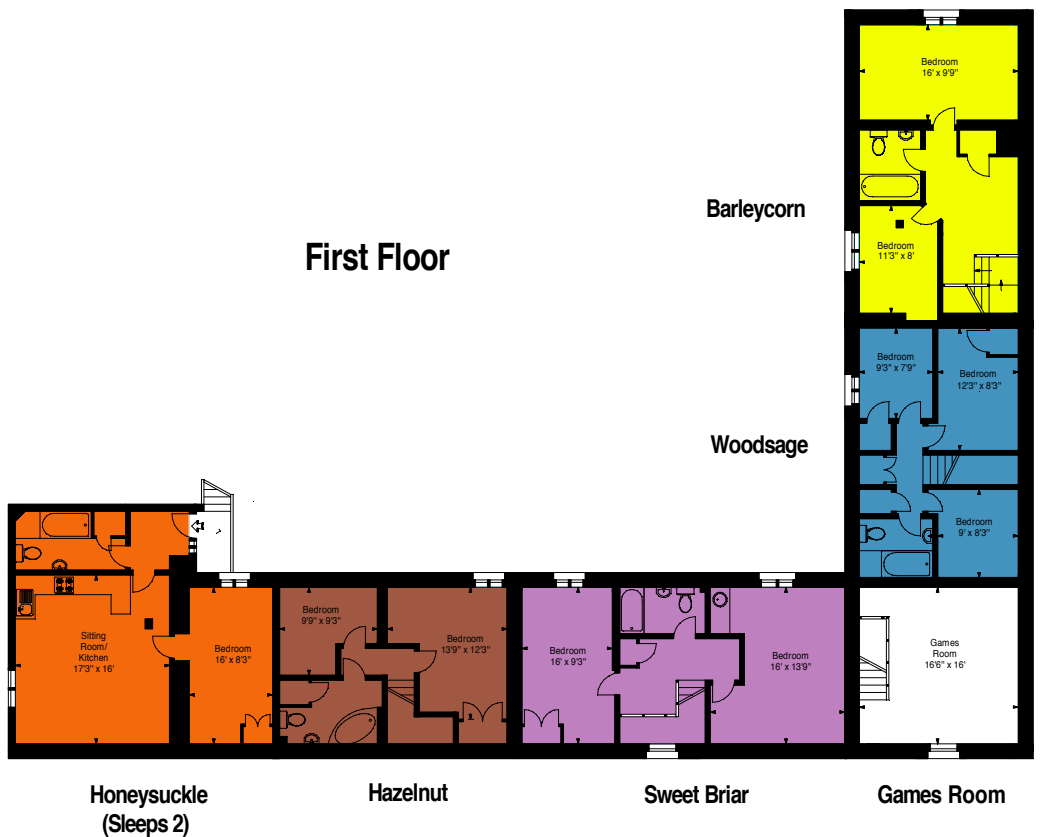 Bedroom
16' x 9'9"
Barleycorn
First Floor
Bedroom
11'3" x 8'
Bedroom
9'3" x 7'9"
Bedroom
12'3" x 8'3"
Woodsage
Bedroom
9' x 8'3"
Sitting
Room/
Kitchen
17'3" x 16'
Bedroom
16' x 8'3"
Bedroom
9'9" x 9'3"
Bedroom
13'9" x 12'3"
Bedroom
16' x 9'3"
Bedroom
16' x 13'9"
Games
Room
16'6" x 16'
Honeysuckle
(Sleeps 2)
Hazelnut
Sweet Briar
Games Room